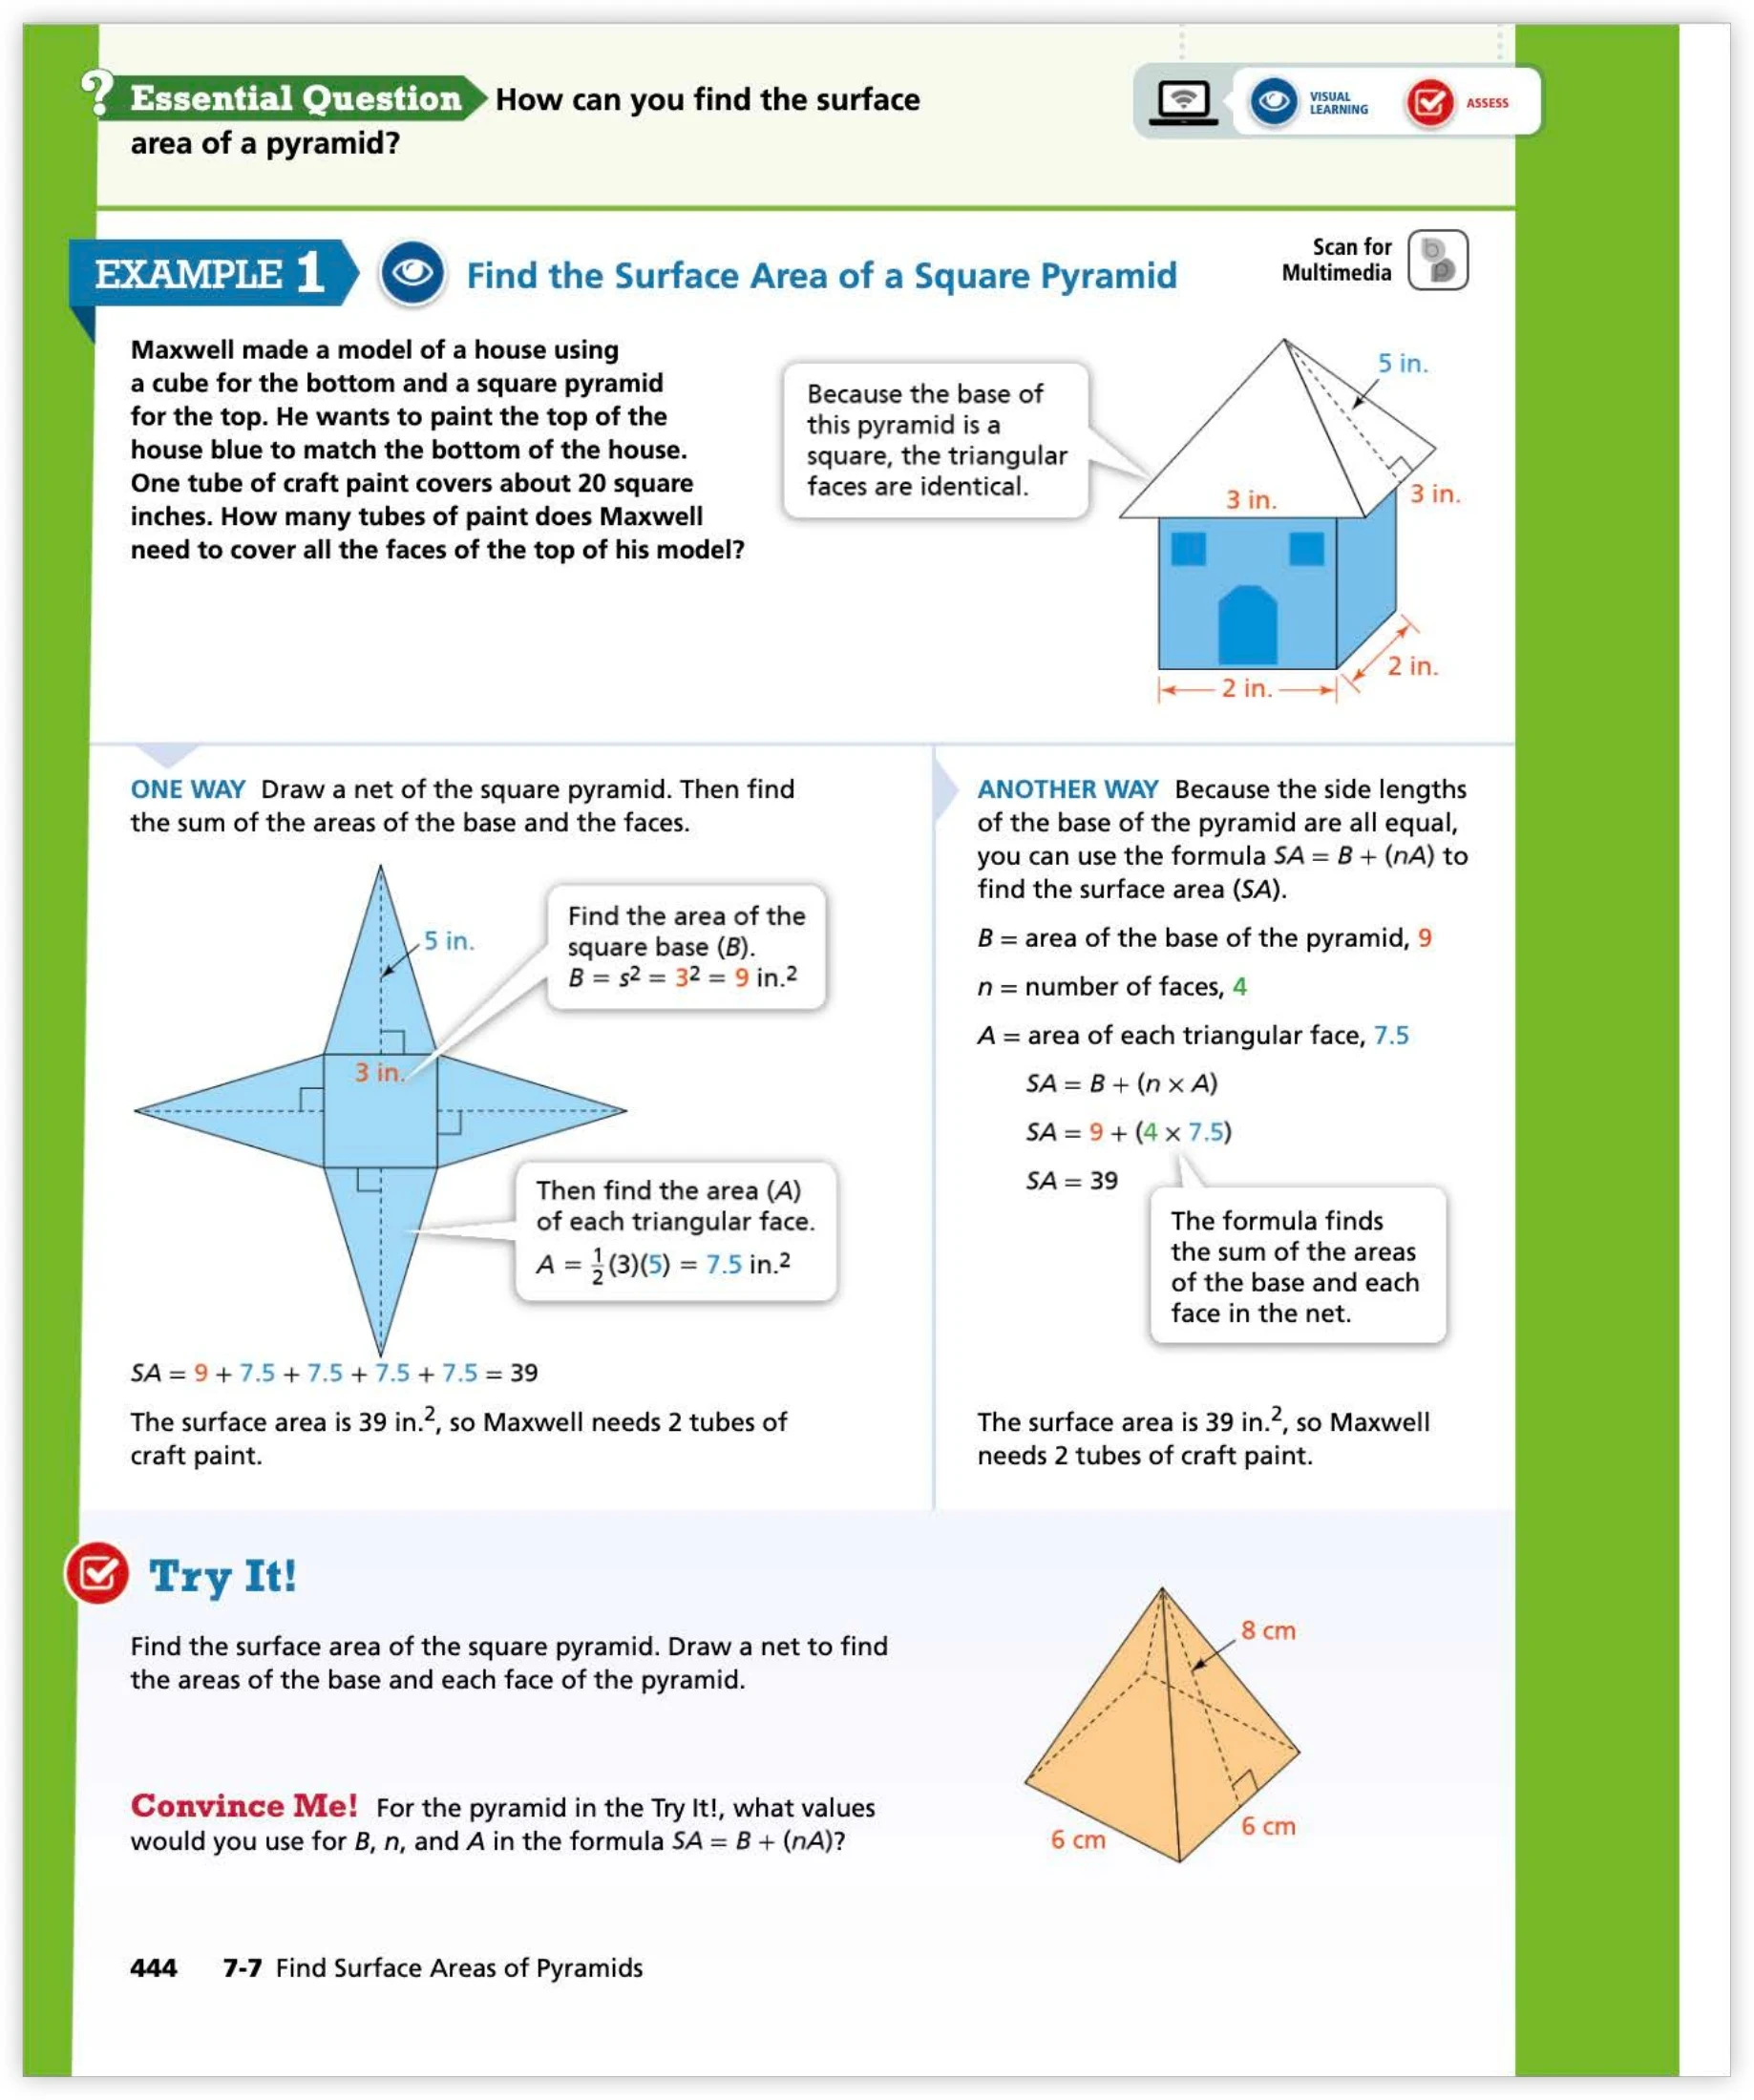 ? Essential Question How can you find the surface
area of a pyramid?
VISUAL
LEARNING
ASSESS
EXAMPLE 1 Find the Surface Area of a Square Pyramid
Scan for
Multimedia
Maxwell made a model of a house using
a cube for the bottom and a square pyramid
for the top. He wants to paint the top of the
house blue to match the bottom of the house.
One tube of craft paint covers about 20 square
inches. How many tubes of paint does Maxwell
need to cover all the faces of the top of his model?
Because the base of
this pyramid is a
square, the triangular
faces are identical.
5 in.
3 in.
3 in.
2 in.
2 in.
ONE WAY Draw a net of the square pyramid. Then find
the sum of the areas of the base and the faces.
5 in.
Find the area of the
square base (B).
B = s² = 3² = 9 in.²
3 in.
Then find the area (A)
of each triangular face.
A = 1/2(3)(5) = 7.5 in.²
SA = 9 + 7.5 + 7.5 + 7.5 + 7.5 = 39
The surface area is 39 in.², so Maxwell needs 2 tubes of
craft paint.
ANOTHER WAY Because the side lengths
of the base of the pyramid are all equal,
you can use the formula SA = B + (nA) to
find the surface area (SA).
B = area of the base of the pyramid, 9
n = number of faces, 4
A = area of each triangular face, 7.5
SA = B + (n × A)
SA = 9 + (4 × 7.5)
SA = 39
The formula finds
the sum of the areas
of the base and each
face in the net.
The surface area is 39 in.², so Maxwell
needs 2 tubes of craft paint.
Try It!
Find the surface area of the square pyramid. Draw a net to find
the areas of the base and each face of the pyramid.
8 cm
6 cm
6 cm
Convince Me! For the pyramid in the Try It!, what values
would you use for B, n, and A in the formula SA = B + (nA)?
444 7-7 Find Surface Areas of Pyramids